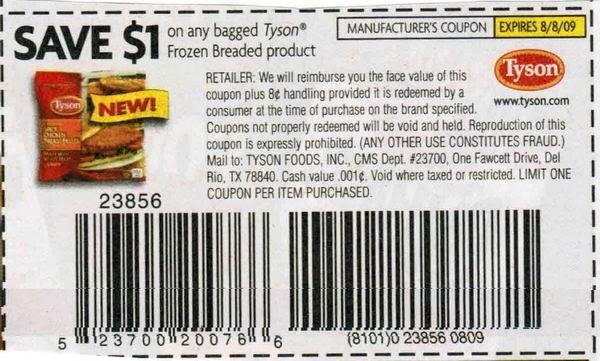 SAVE $1 on any bagged Tyson®
Frozen Breaded product
MANUFACTURER'S COUPON EXPIRES 8/8/09
Tyson
www.tyson.com
Tyson
NEW!
RETAILER: We will reimburse you the face value of this
coupon plus 8¢ handling provided it is redeemed by a
consumer at the time of purchase on the brand specified.
Coupons not properly redeemed will be void and held. Reproduction of this
coupon is expressly prohibited. (ANY OTHER USE CONSTITUTES FRAUD.)
Mail to: TYSON FOODS, INC., CMS Dept. #23700, One Fawcett Drive, Del
Rio, TX 78840. Cash value .001¢. Void where taxed or restricted. LIMIT ONE
COUPON PER ITEM PURCHASED.
23856
5 23700 20076 6
(8101)0 23856 0809